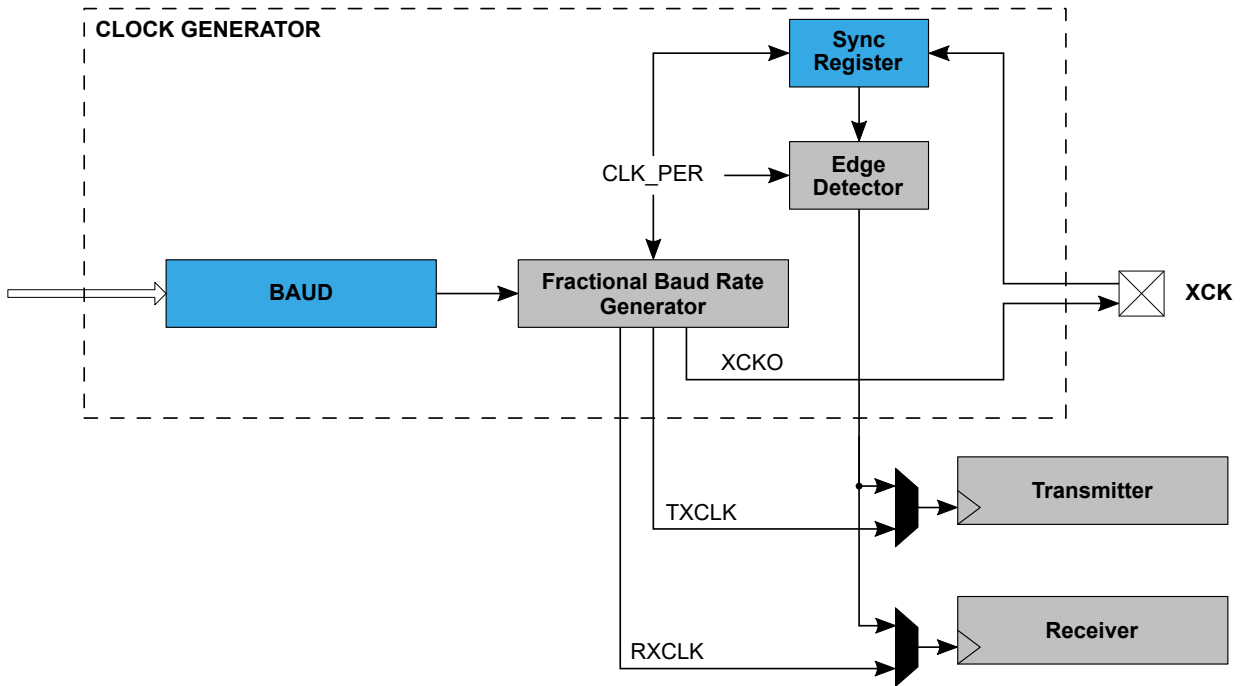 CLOCK GENERATOR
Sync
Register
CLK_PER
Edge
Detector
BAUD
Fractional Baud Rate
Generator
XCK
XCKO
TXCLK
Transmitter
RXCLK
Receiver